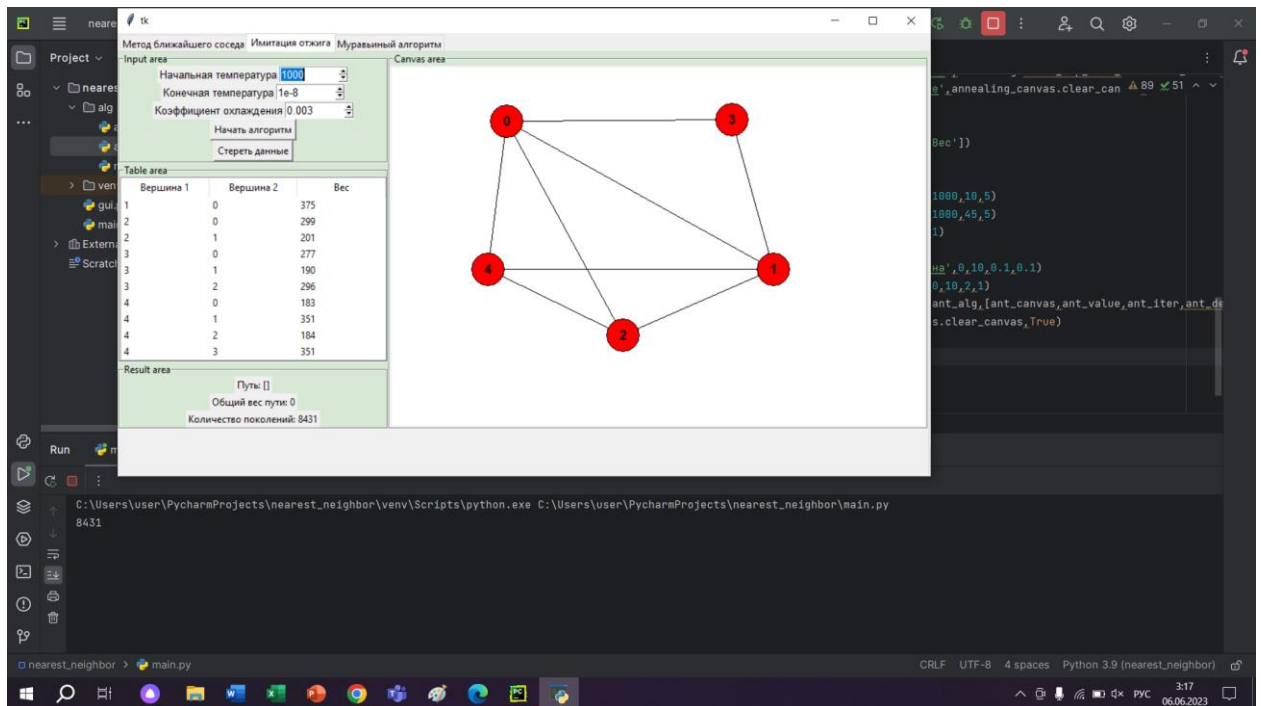 neares
tk
Метод ближайшего соседа Имитация отжига Муравьиный алгоритм
Project
Input area
Начальная температура 1000
Конечная температура 1e-8
Коэффициент охлаждения 0.003
Начать алгоритм
Стереть данные
Table area
Вершина 1 Вершина 2 Вес
1 0 375
2 0 299
2 1 201
3 0 277
3 1 190
3 2 296
4 0 183
4 1 351
4 2 184
4 3 351
Result area
Путь: []
Общий вес пути: 0
Количество поколений: 8431
Canvas area
0
3
4
1
2
neares
alg
ven
gui.
mai
Externa
Scratch
',annealing_canvas.clear_can 89 51
Вес'])
1000,10,5)
1000,45,5)
1)
на',0,10,0.1,0.1)
0,10,2,1)
ant_alg,[ant_canvas,ant_value,ant_iter,ant_de
s.clear_canvas,True)
Run
C:\Users\user\PycharmProjects\nearest_neighbor\venv\Scripts\python.exe C:\Users\user\PycharmProjects\nearest_neighbor\main.py
8431
nearest_neighbor > main.py
CRLF UTF-8 4 spaces Python 3.9 (nearest_neighbor)
РУС
3:17
06.06.2023